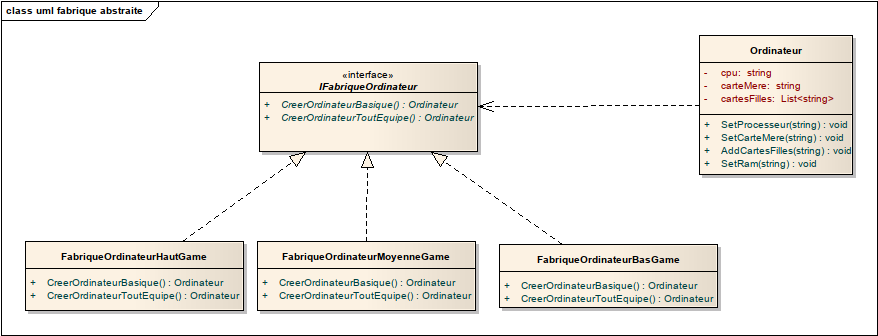 class uml fabrique abstraite
«interface»
IFabriqueOrdinateur
+ CreerOrdinateurBasique() : Ordinateur
+ CreerOrdinateurToutEquipe() : Ordinateur
Ordinateur
- cpu: string
- carteMere: string
- cartesFilles: List<string>
+ SetProcesseur(string) : void
+ SetCarteMere(string) : void
+ AddCartesFilles(string) : void
+ SetRam(string) : void
FabriqueOrdinateurHautGame
+ CreerOrdinateurBasique() : Ordinateur
+ CreerOrdinateurToutEquipe() : Ordinateur
FabriqueOrdinateurMoyenneGame
+ CreerOrdinateurBasique() : Ordinateur
+ CreerOrdinateurToutEquipe() : Ordinateur
FabriqueOrdinateurBasGame
+ CreerOrdinateurBasique() : Ordinateur
+ CreerOrdinateurToutEquipe() : Ordinateur